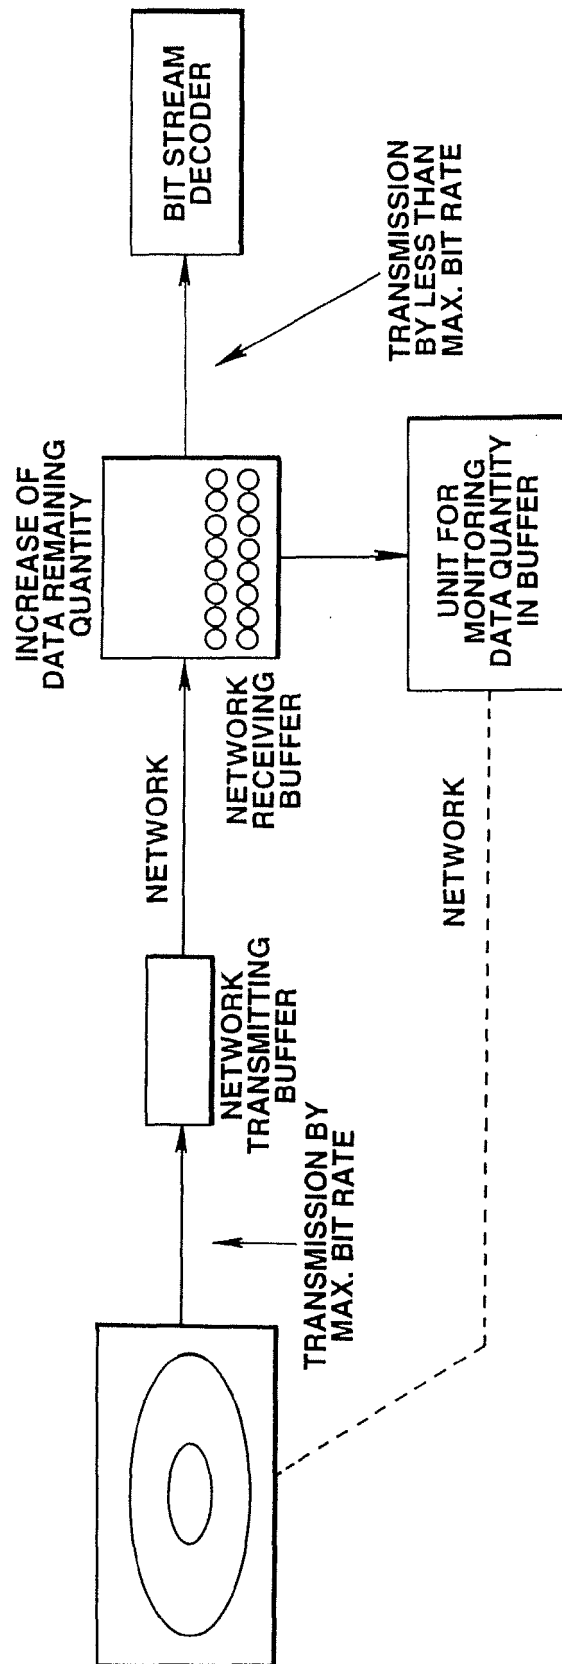 TRANSMISSION BY
MAX. BIT RATE
NETWORK
TRANSMITTING
BUFFER
NETWORK
NETWORK
RECEIVING
BUFFER
INCREASE OF
DATA REMAINING
QUANTITY
BIT STREAM
DECODER
TRANSMISSION
BY LESS THAN
MAX. BIT RATE
UNIT FOR
MONITORING
DATA QUANTITY
IN BUFFER
NETWORK